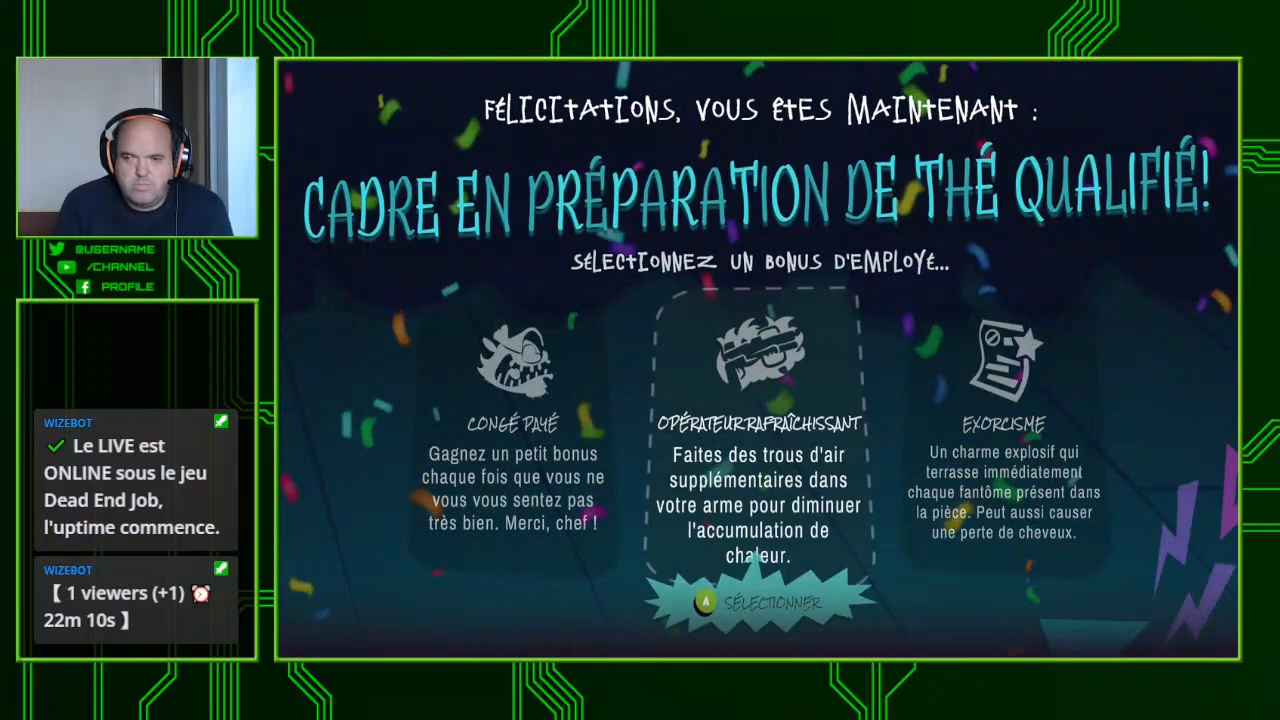 FÉLICITATIONS, VOUS ÊTES MAINTENANT :
CADRE EN PRÉPARATION DE THÉ QUALIFIÉ!
SÉLECTIONNEZ UN BONUS D'EMPLOYÉ...
@USERNAME
/CHANNEL
PROFILE
CONGÉ PAYÉ
Gagnez un petit bonus
chaque fois que vous ne
vous vous sentez pas
très bien. Merci, chef !
OPÉRATEUR RAFRAÎCHISSANT
Faites des trous d'air
supplémentaires dans
votre arme pour diminuer
l'accumulation de
chaleur.
A SÉLECTIONNER
EXORCISME
Un charme explosif qui
terrasse immédiatement
chaque fantôme présent dans
la pièce. Peut aussi causer
une perte de cheveux.
WIZEBOT
Le LIVE est
ONLINE sous le jeu
Dead End Job,
l'uptime commence.
WIZEBOT
【 1 viewers (+1) ⏰
22m 10s 】